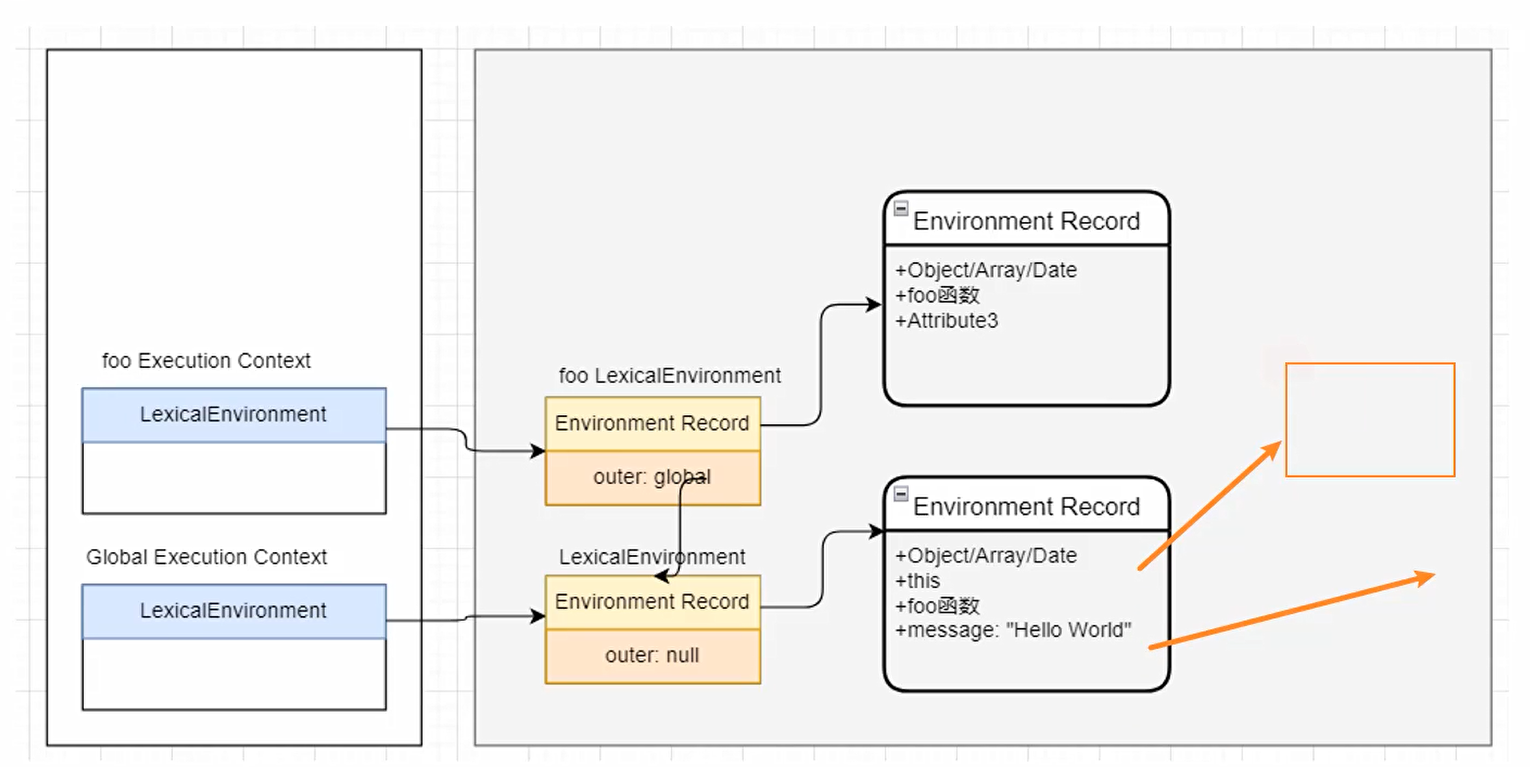 foo Execution Context
LexicalEnvironment
Global Execution Context
LexicalEnvironment
foo LexicalEnvironment
Environment Record
outer: global
LexicalEnvironment
Environment Record
outer: null
Environment Record
+Object/Array/Date
+foo函数
+Attribute3
Environment Record
+Object/Array/Date
+this
+foo函数
+message: "Hello World"